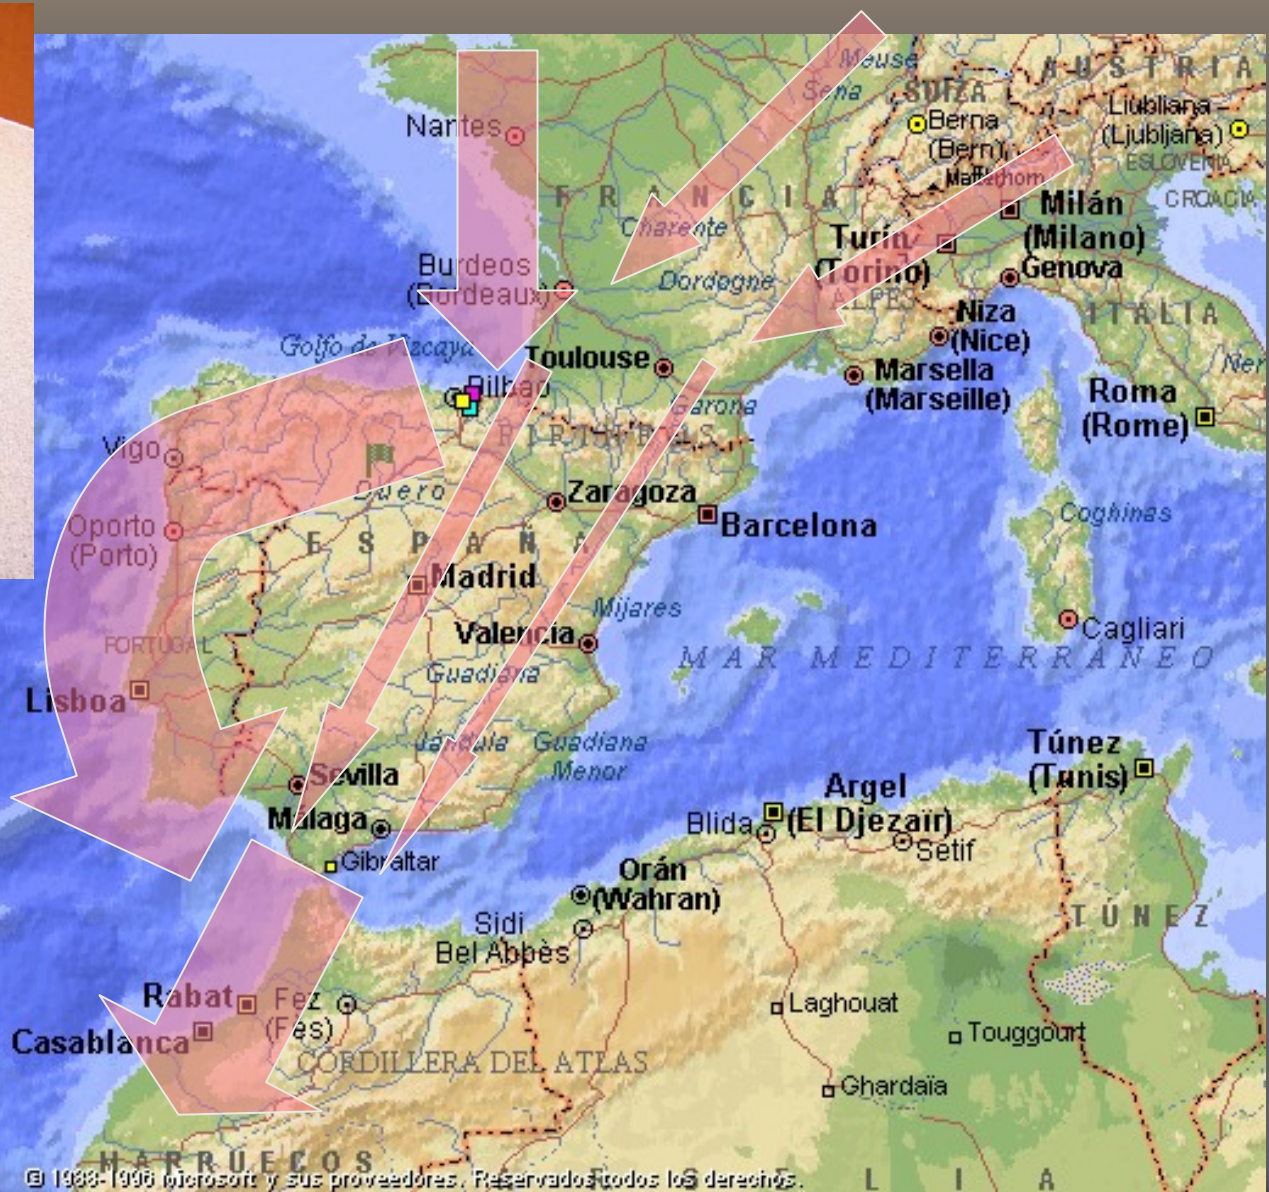 Meuse
Sena
SUIZA
AUSTRIA
Berna
(Bern)
Liubliana
(Ljubljana)
ESLOVENIA
CROACIA
Matterhorn
Nantes
FRANCIA
Charente
Milán
(Milano)
Turín
(Torino)
Genova
Burdeos
(Bordeaux)
Dordogne
ALPES
Niza
(Nice)
ITALIA
Golfo de Vizcaya
Toulouse
Marsella
(Marseille)
Ner
Roma
(Rome)
Bilbao
Garona
PIRINEOS
Vigo
Duero
Zaragoza
Oporto
(Porto)
Barcelona
Coghinas
ESPAÑA
Madrid
Mijares
Valencia
Cagliari
PORTUGAL
MAR MEDITERRÁNEO
Guadiana
Lisboa
Jándula
Guadiana
Menor
Túnez
(Tunis)
Sevilla
Argel
(El Djezaïr)
Málaga
Blida
Gibraltar
Setif
Orán
(Wahran)
Sidi
Bel Abbès
TÚNEZ
Rabat
Fez
(Fès)
Laghouat
Casablanca
Touggourt
CORDILLERA DEL ATLAS
Ghardaïa
MARRUECOS
ARGELIA
© 1988-1996 Microsoft y sus proveedores. Reservados todos los derechos.